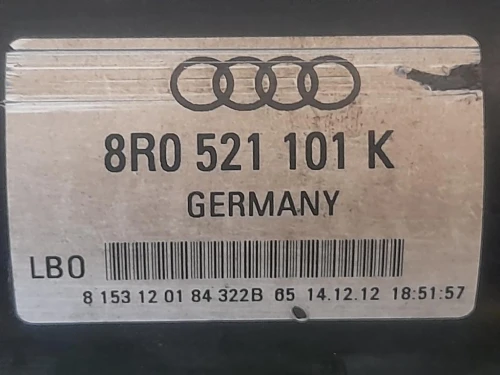 8R0 521 101 K
GERMANY
LBO
8 153 12 01 84 322B 65 14.12.12 18:51:57